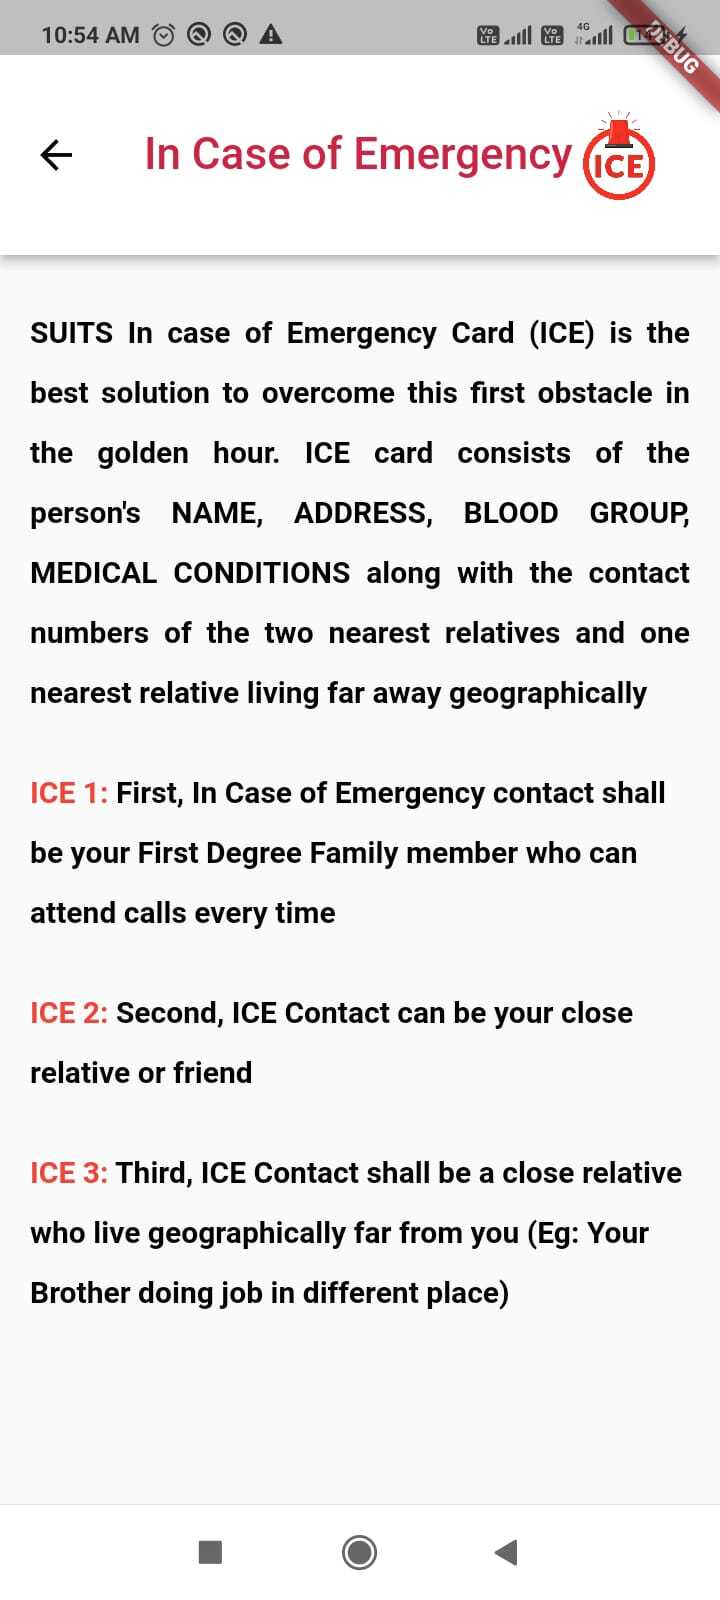 10:54 AM
Vo LTE Vo LTE 4G 14
DEBUG
In Case of Emergency
ICE
SUITS In case of Emergency Card (ICE) is the
best solution to overcome this first obstacle in
the golden hour. ICE card consists of the
person's NAME, ADDRESS, BLOOD GROUP,
MEDICAL CONDITIONS along with the contact
numbers of the two nearest relatives and one
nearest relative living far away geographically
ICE 1: First, In Case of Emergency contact shall
be your First Degree Family member who can
attend calls every time
ICE 2: Second, ICE Contact can be your close
relative or friend
ICE 3: Third, ICE Contact shall be a close relative
who live geographically far from you (Eg: Your
Brother doing job in different place)